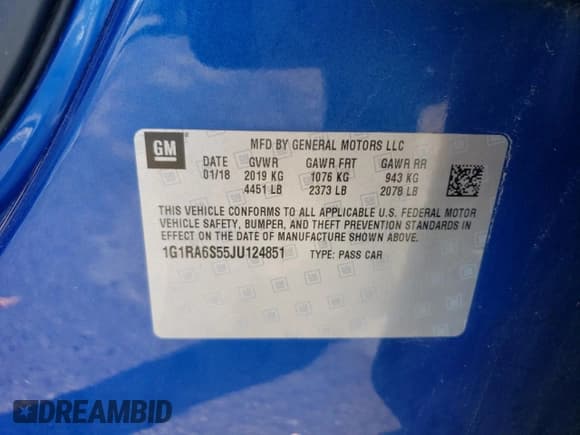 GM
MFD BY GENERAL MOTORS LLC
DATE GVWR GAWR FRT GAWR RR
01/18 2019 KG 1076 KG 943 KG
4451 LB 2373 LB 2078 LB
THIS VEHICLE CONFORMS TO ALL APPLICABLE U.S. FEDERAL MOTOR
VEHICLE SAFETY, BUMPER, AND THEFT PREVENTION STANDARDS IN
EFFECT ON THE DATE OF MANUFACTURE SHOWN ABOVE.
1G1RA6S55JU124851 TYPE: PASS CAR
DREAMBID